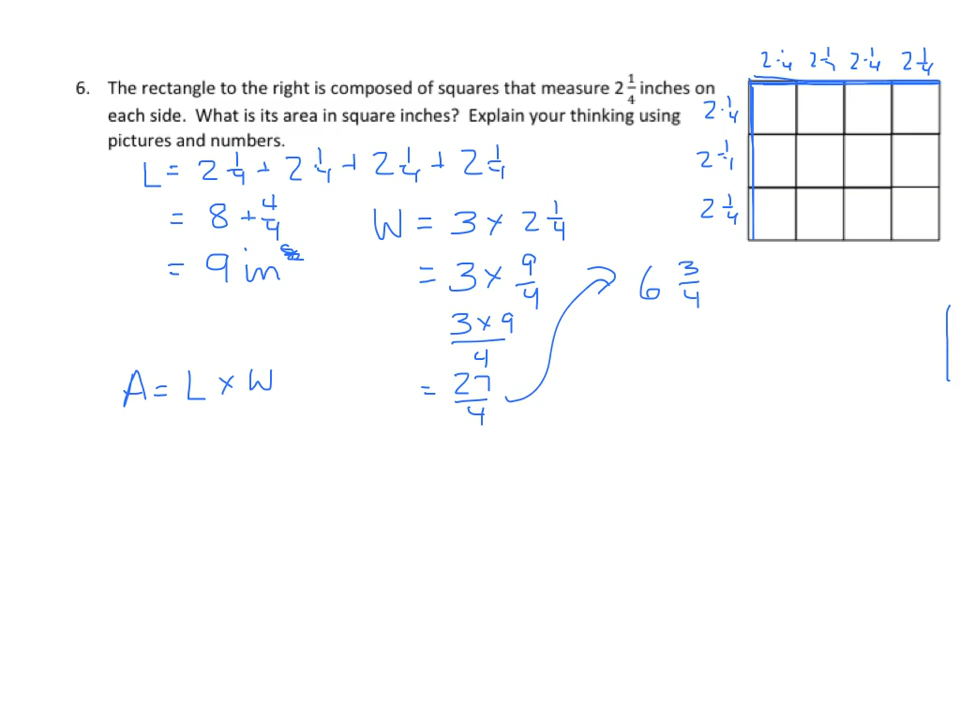 2 1/4 2 1/4 2 1/4 2 1/4
6. The rectangle to the right is composed of squares that measure 2 1/4 inches on
each side. What is its area in square inches? Explain your thinking using
pictures and numbers.
2 1/4
2 1/4
2 1/4
L = 2 1/4 + 2 1/4 + 2 1/4 + 2 1/4
= 8 + 4/4
= 9 in
W = 3 x 2 1/4
= 3 x 9/4
3 x 9/4
= 27/4
6 3/4
A = L x W